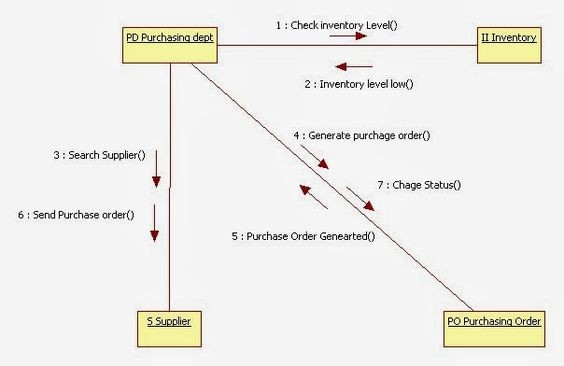 1 : Check inventory Level()
PD Purchasing dept
II Inventory
2 : Inventory level low()
4 : Generate purchage order()
3 : Search Supplier()
7 : Chage Status()
6 : Send Purchase order()
5 : Purchase Order Genearted()
S Supplier
PO Purchasing Order